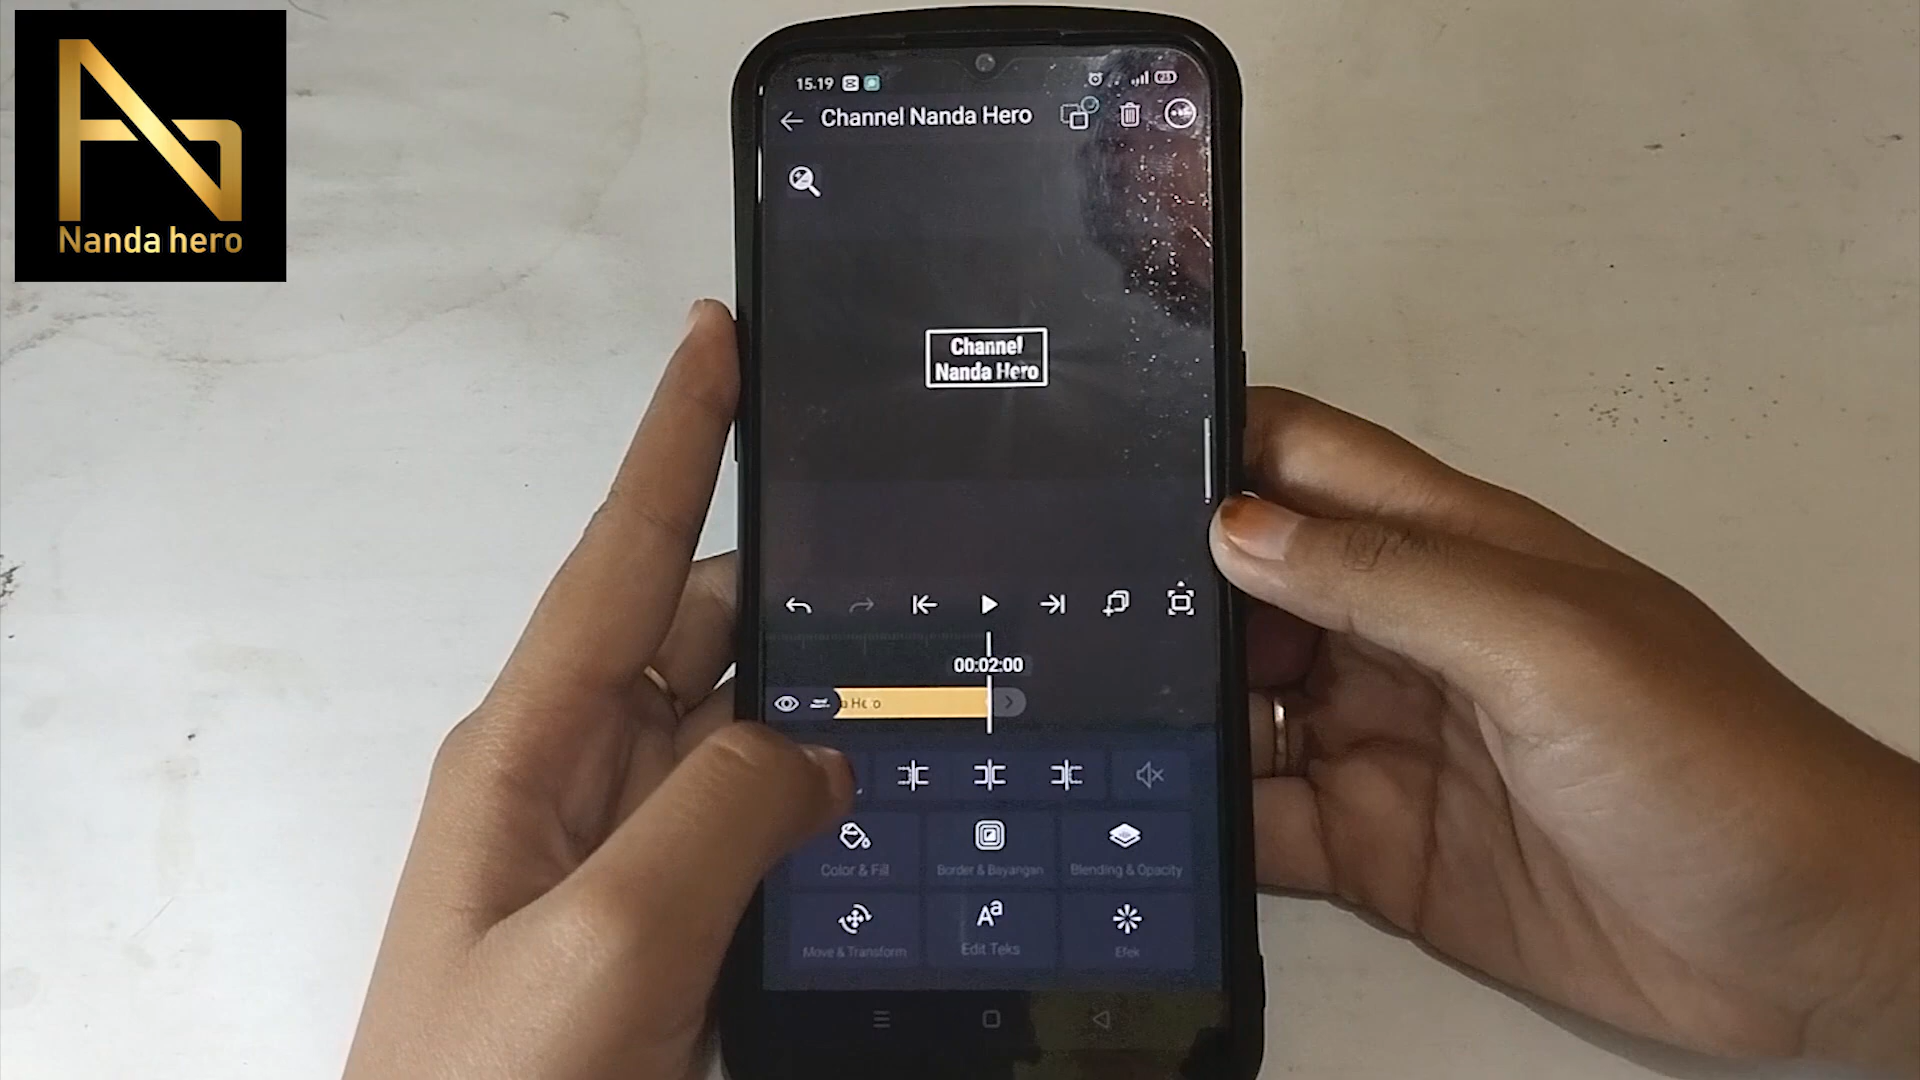 Nanda hero
15.19
Channel Nanda Hero
Channel
Nanda Hero
00:02:00
a Hero
Color & Fill
Border & Bayangan
Blending & Opacity
Move & Transform
Edit Teks
Efek